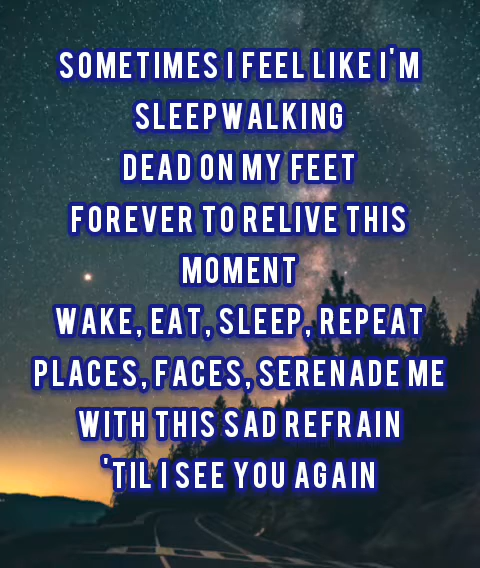 SOMETIMES I FEEL LIKE I'M
SLEEPWALKING
DEAD ON MY FEET
FOREVER TO RELIVE THIS
MOMENT
WAKE, EAT, SLEEP, REPEAT
PLACES, FACES, SERENADE ME
WITH THIS SAD REFRAIN
'TIL I SEE YOU AGAIN